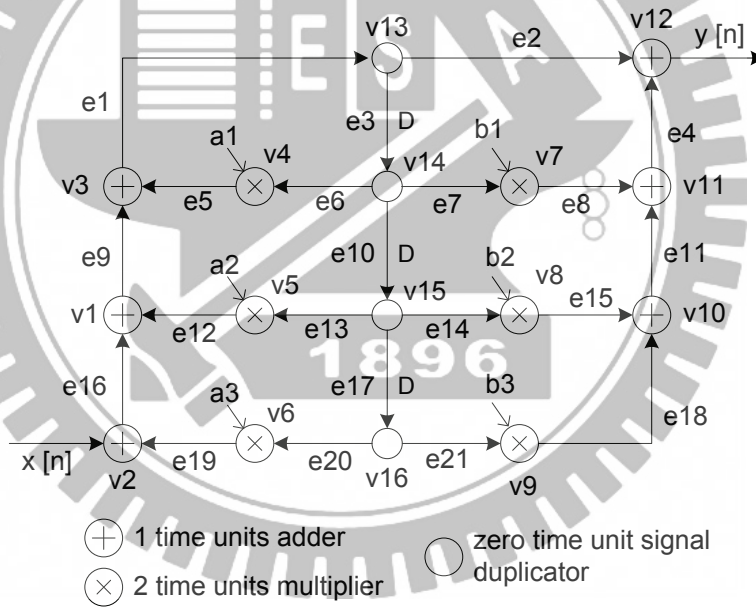 v13
e2
v12
y [n]
e1
e3
D
e4
a1
v4
v14
b1
v7
v3
v11
e5
e6
e7
e8
e9
e10
D
e11
a2
v5
v15
b2
v8
e15
v1
v10
e12
e13
e14
1896
e16
a3
v6
e17
D
b3
e18
x [n]
e19
e20
e21
v2
v16
v9
1 time units adder
zero time unit signal
duplicator
2 time units multiplier
E
S
A